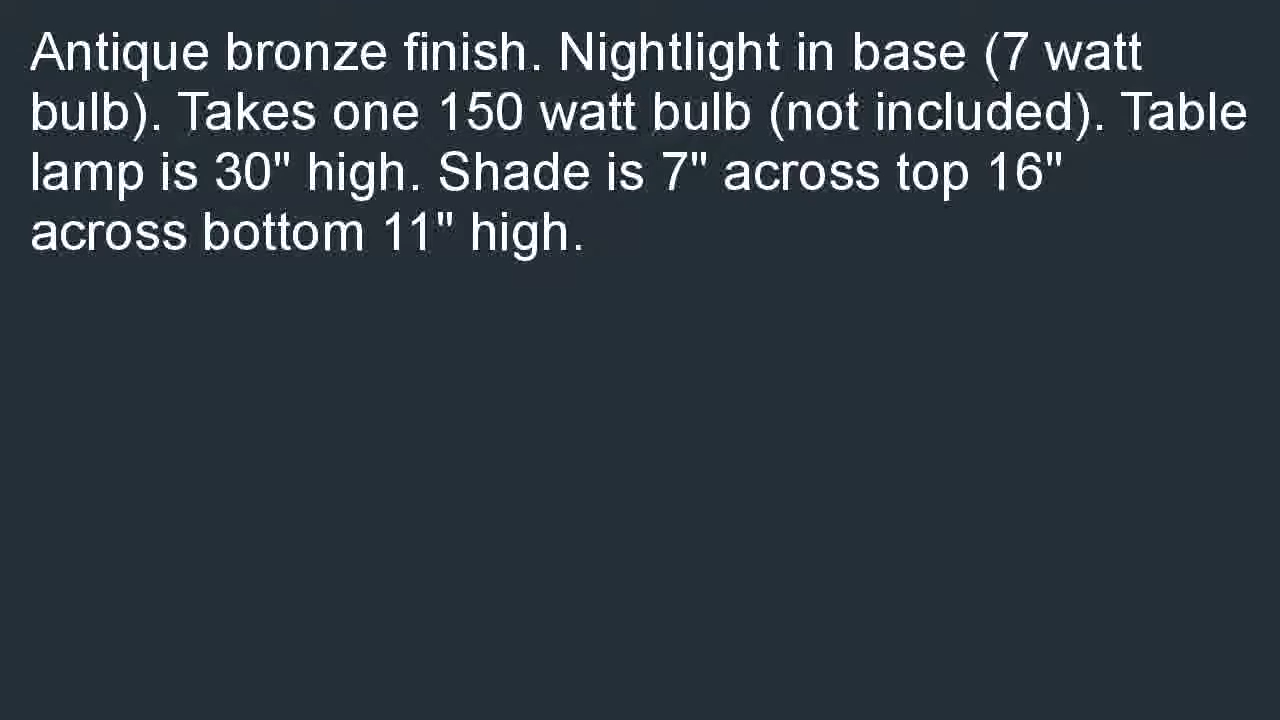 Antique bronze finish. Nightlight in base (7 watt
bulb). Takes one 150 watt bulb (not included). Table
lamp is 30" high. Shade is 7" across top 16"
across bottom 11" high.